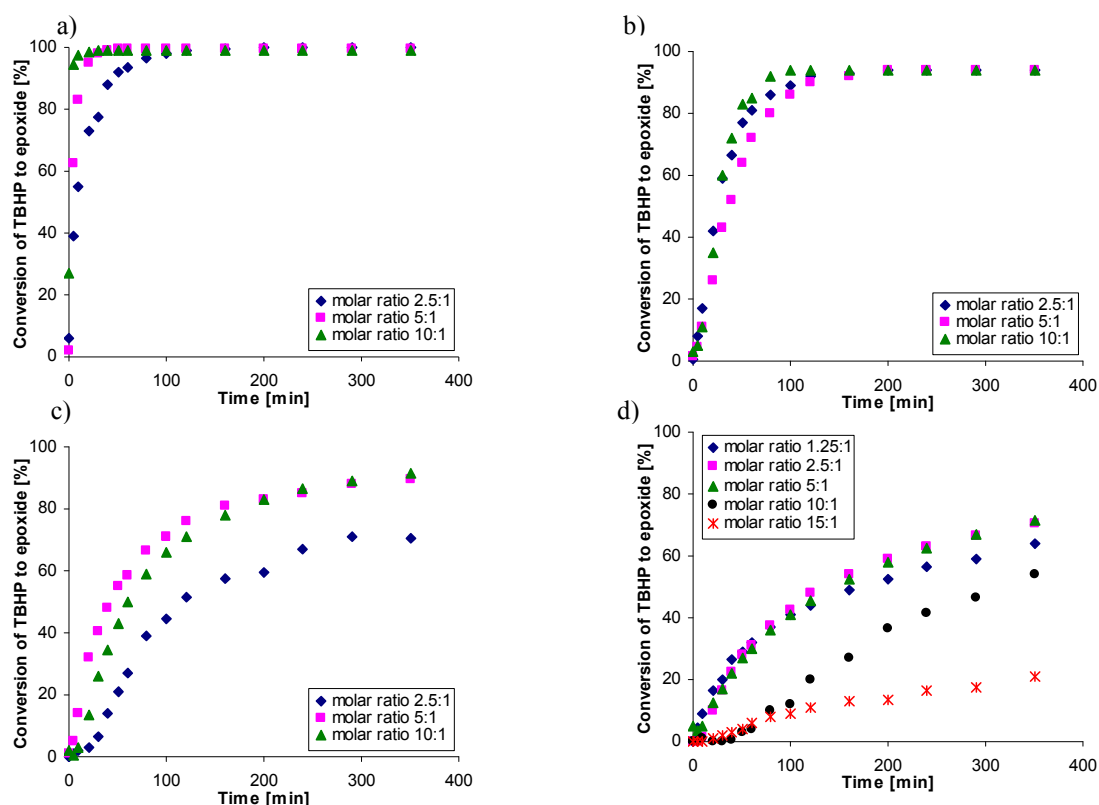 a)
Conversion of TBHP to epoxide [%]
100
80
60
40
20
0
molar ratio 2.5:1
molar ratio 5:1
molar ratio 10:1
0
100
200
300
400
Time [min]
b)
Conversion of TBHP to epoxide [%]
100
80
60
40
20
0
molar ratio 2.5:1
molar ratio 5:1
molar ratio 10:1
0
100
200
300
400
Time [min]
c)
Conversion of TBHP to epoxide [%]
100
80
60
40
20
0
molar ratio 2.5:1
molar ratio 5:1
molar ratio 10:1
0
100
200
300
400
Time [min]
d)
Conversion of TBHP to epoxide [%]
100
80
60
40
20
0
molar ratio 1.25:1
molar ratio 2.5:1
molar ratio 5:1
molar ratio 10:1
molar ratio 15:1
0
100
200
300
400
Time [min]